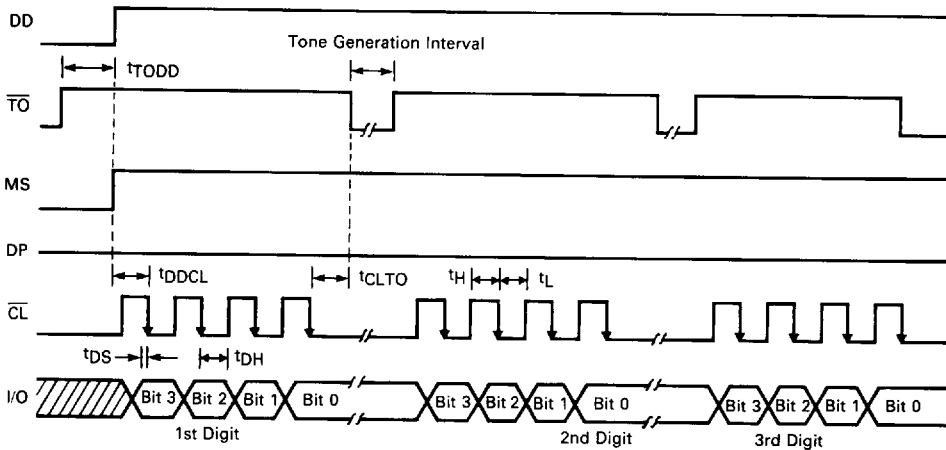 DD
Tone Generation Interval
tTODD
TO
MS
DP
tDDCL
tCLTO
tH
tL
CL
tDS
tDH
I/O
Bit 3 Bit 2 Bit 1 Bit 0 Bit 3 Bit 2 Bit 1 Bit 0 Bit 3 Bit 2 Bit 1 Bit 0
1st Digit 2nd Digit 3rd Digit